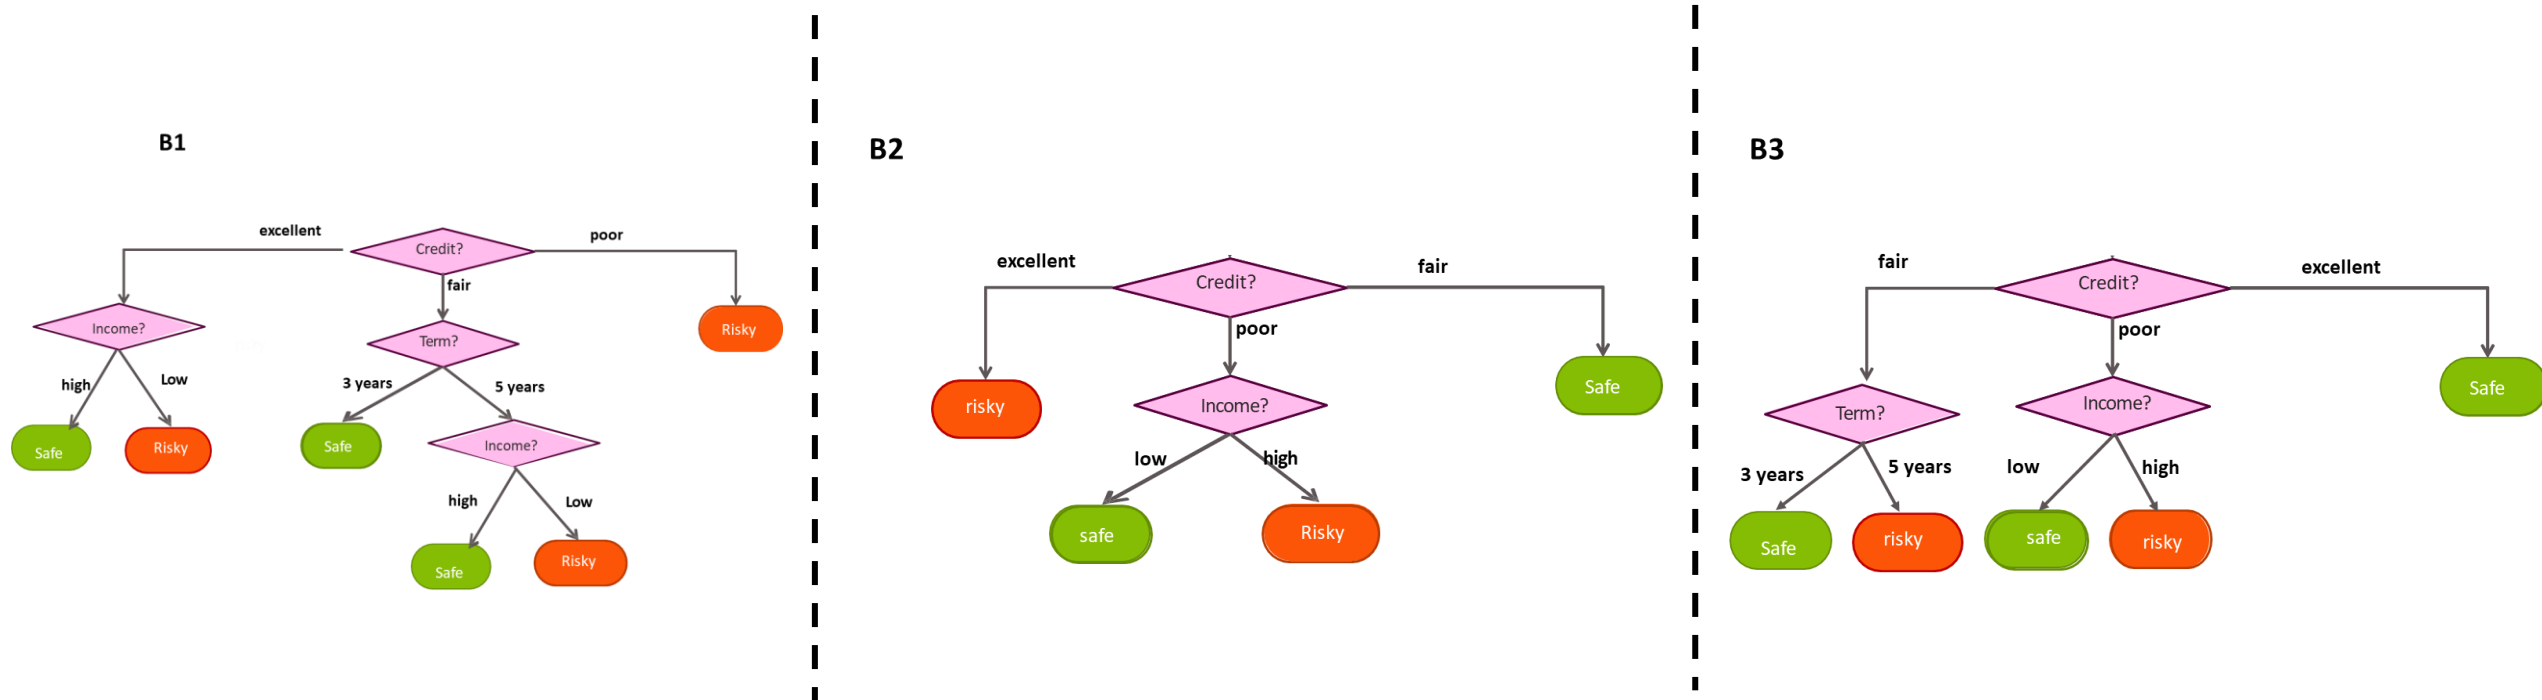 B1
excellent
Credit?
poor
fair
Income?
Term?
Risky
high
Low
3 years
5 years
Safe
Risky
Safe
Income?
high
Low
Safe
Risky
B2
excellent
Credit?
fair
poor
risky
Income?
Safe
low
high
safe
Risky
B3
fair
Credit?
excellent
poor
Term?
Income?
Safe
3 years
5 years
low
high
Safe
risky
safe
risky